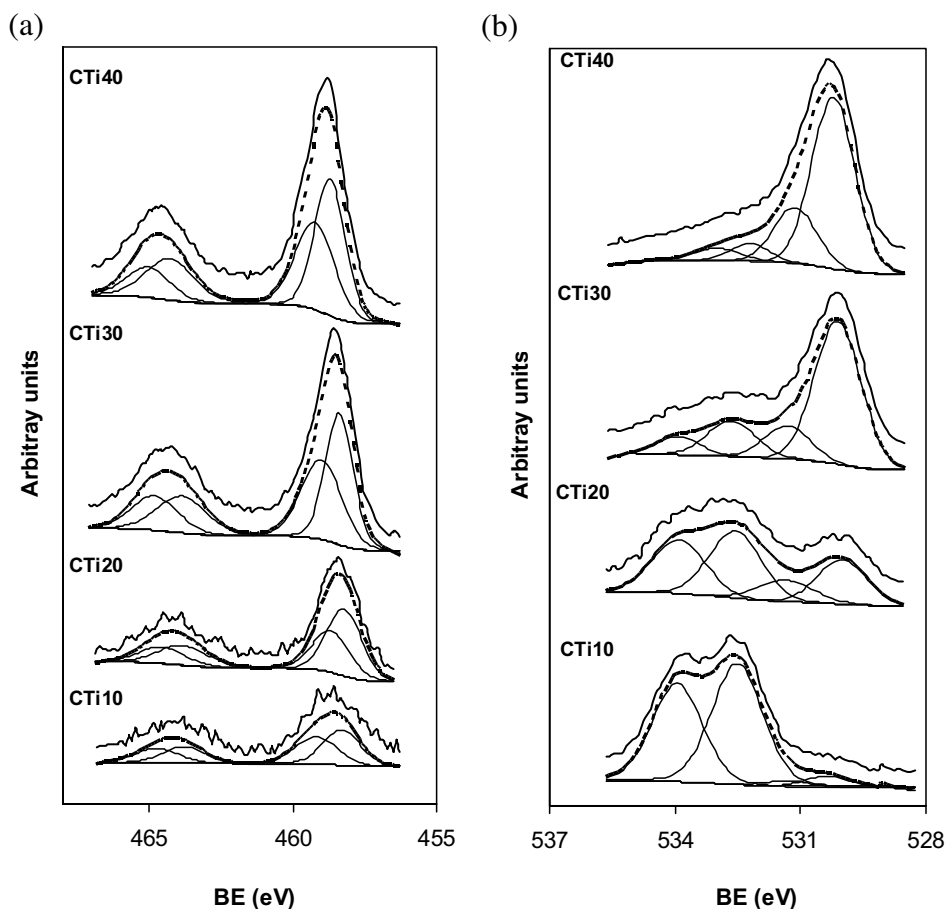 (a)
CTi40
CTi30
CTi20
CTi10
Arbitray units
465
460
455
BE (eV)
(b)
CTi40
CTi30
CTi20
CTi10
Arbitray units
537
534
531
528
BE (eV)